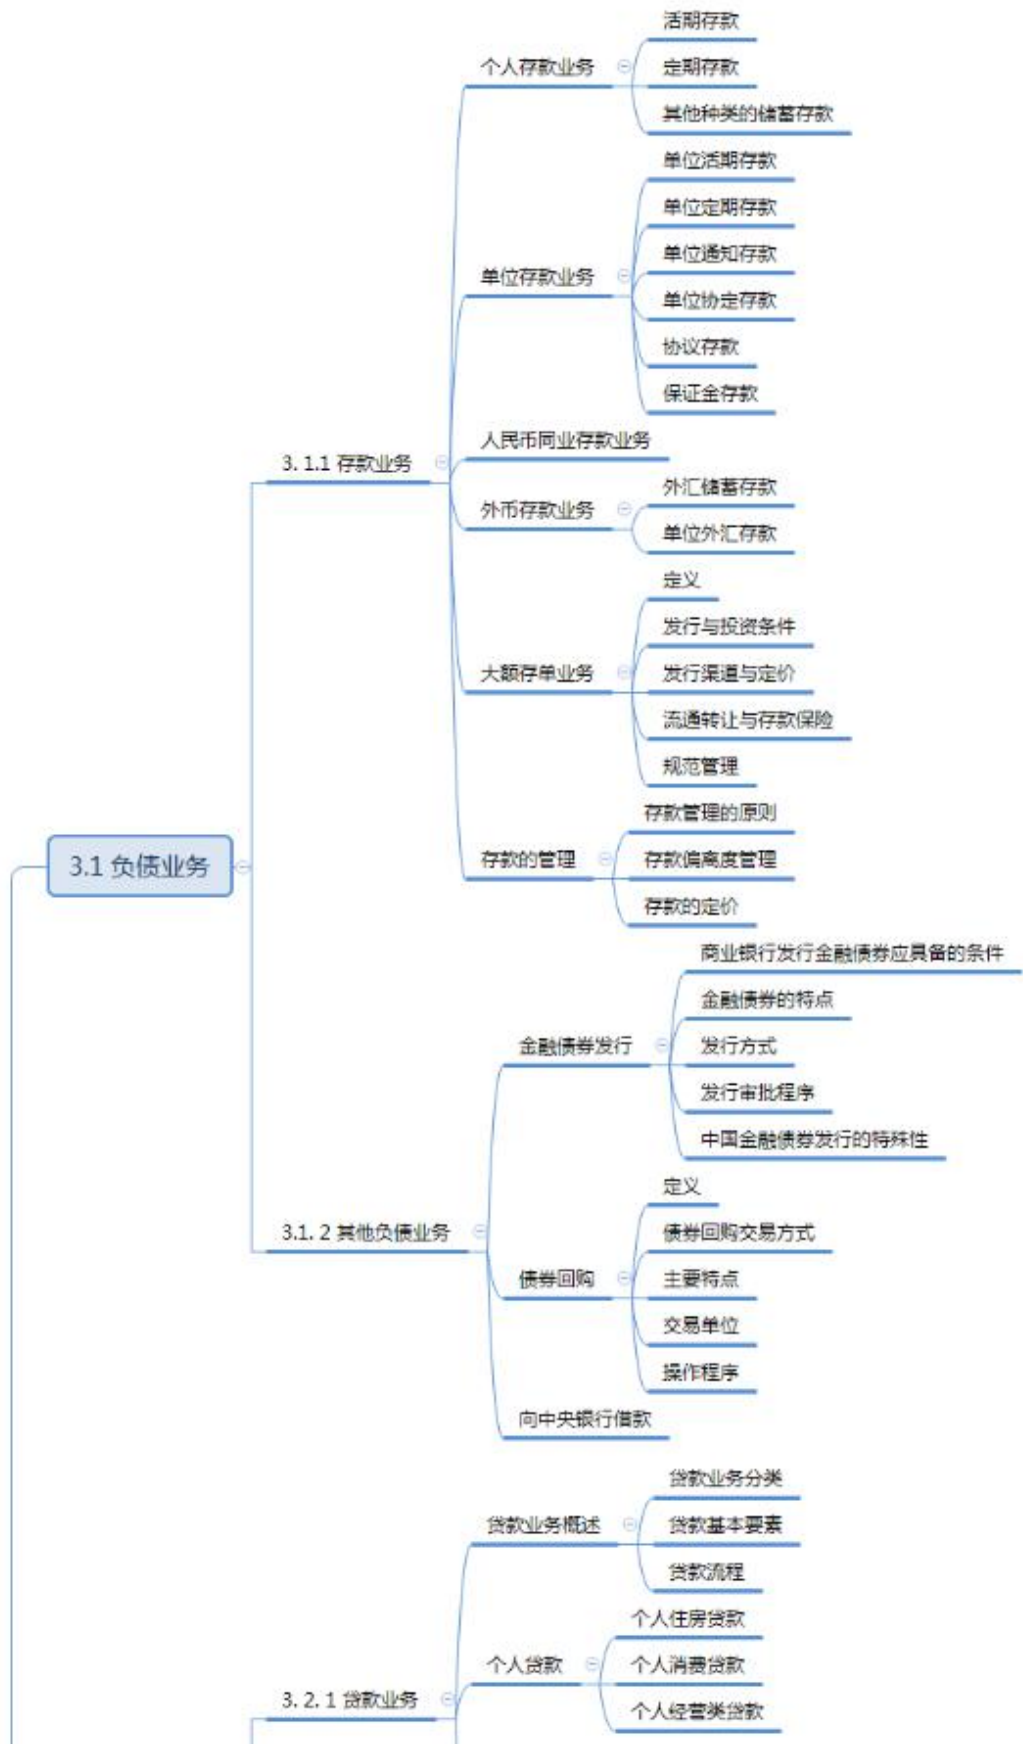 活期存款
个人存款业务
定期存款
其他种类的储蓄存款
单位活期存款
单位定期存款
单位通知存款
单位存款业务
单位协定存款
协议存款
保证金存款
人民币同业存款业务
3. 1.1 存款业务
外汇储蓄存款
外币存款业务
单位外汇存款
定义
发行与投资条件
大额存单业务
发行渠道与定价
流通转让与存款保险
规范管理
存款管理的原则
存款的管理
存款偏离度管理
3.1 负债业务
存款的定价
商业银行发行金融债券应具备的条件
金融债券的特点
金融债券发行
发行方式
发行审批程序
中国金融债券发行的特殊性
定义
3.1. 2 其他负债业务
债券回购交易方式
债券回购
主要特点
交易单位
操作程序
向中央银行借款
贷款业务分类
贷款业务概述
贷款基本要素
贷款流程
个人住房贷款
个人贷款
个人消费贷款
3. 2. 1 贷款业务
个人经营类贷款